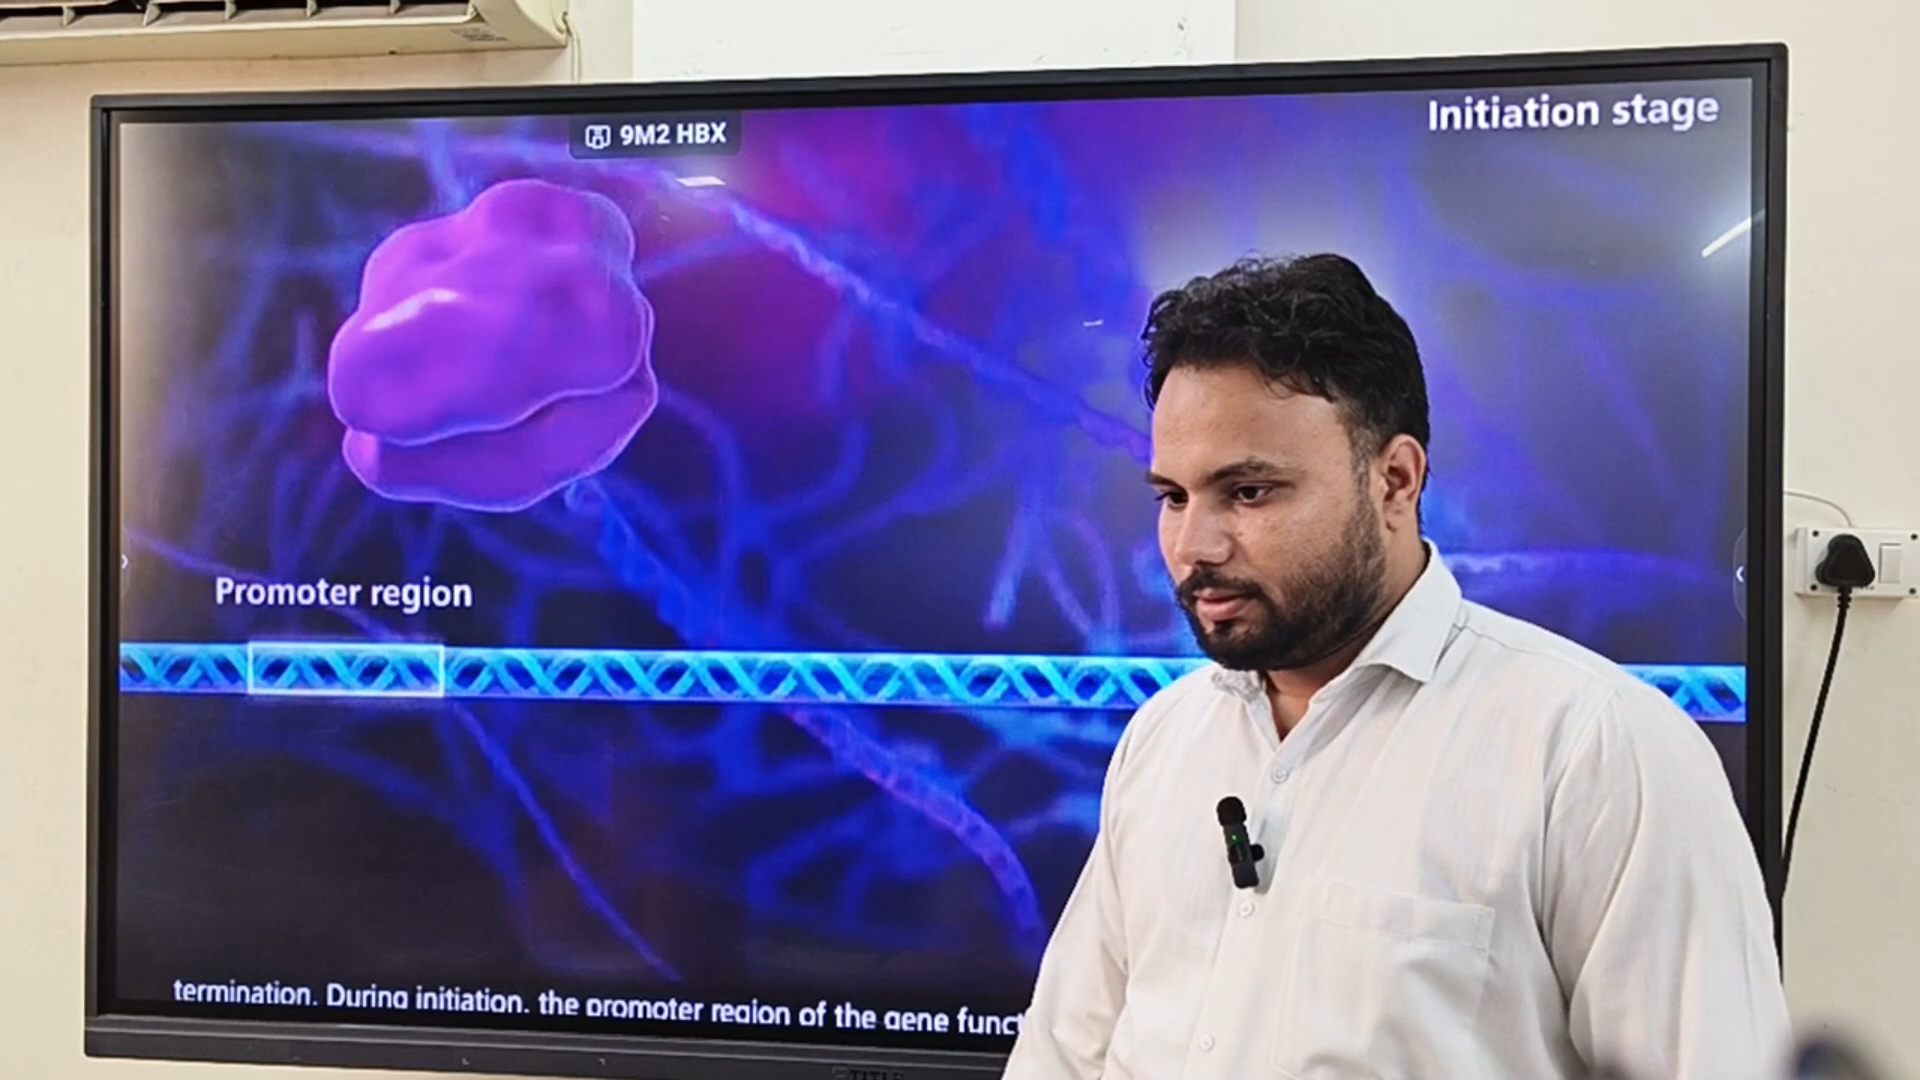 Initiation stage
9M2 HBX
Promoter region
termination. During initiation, the promoter region of the gene funct